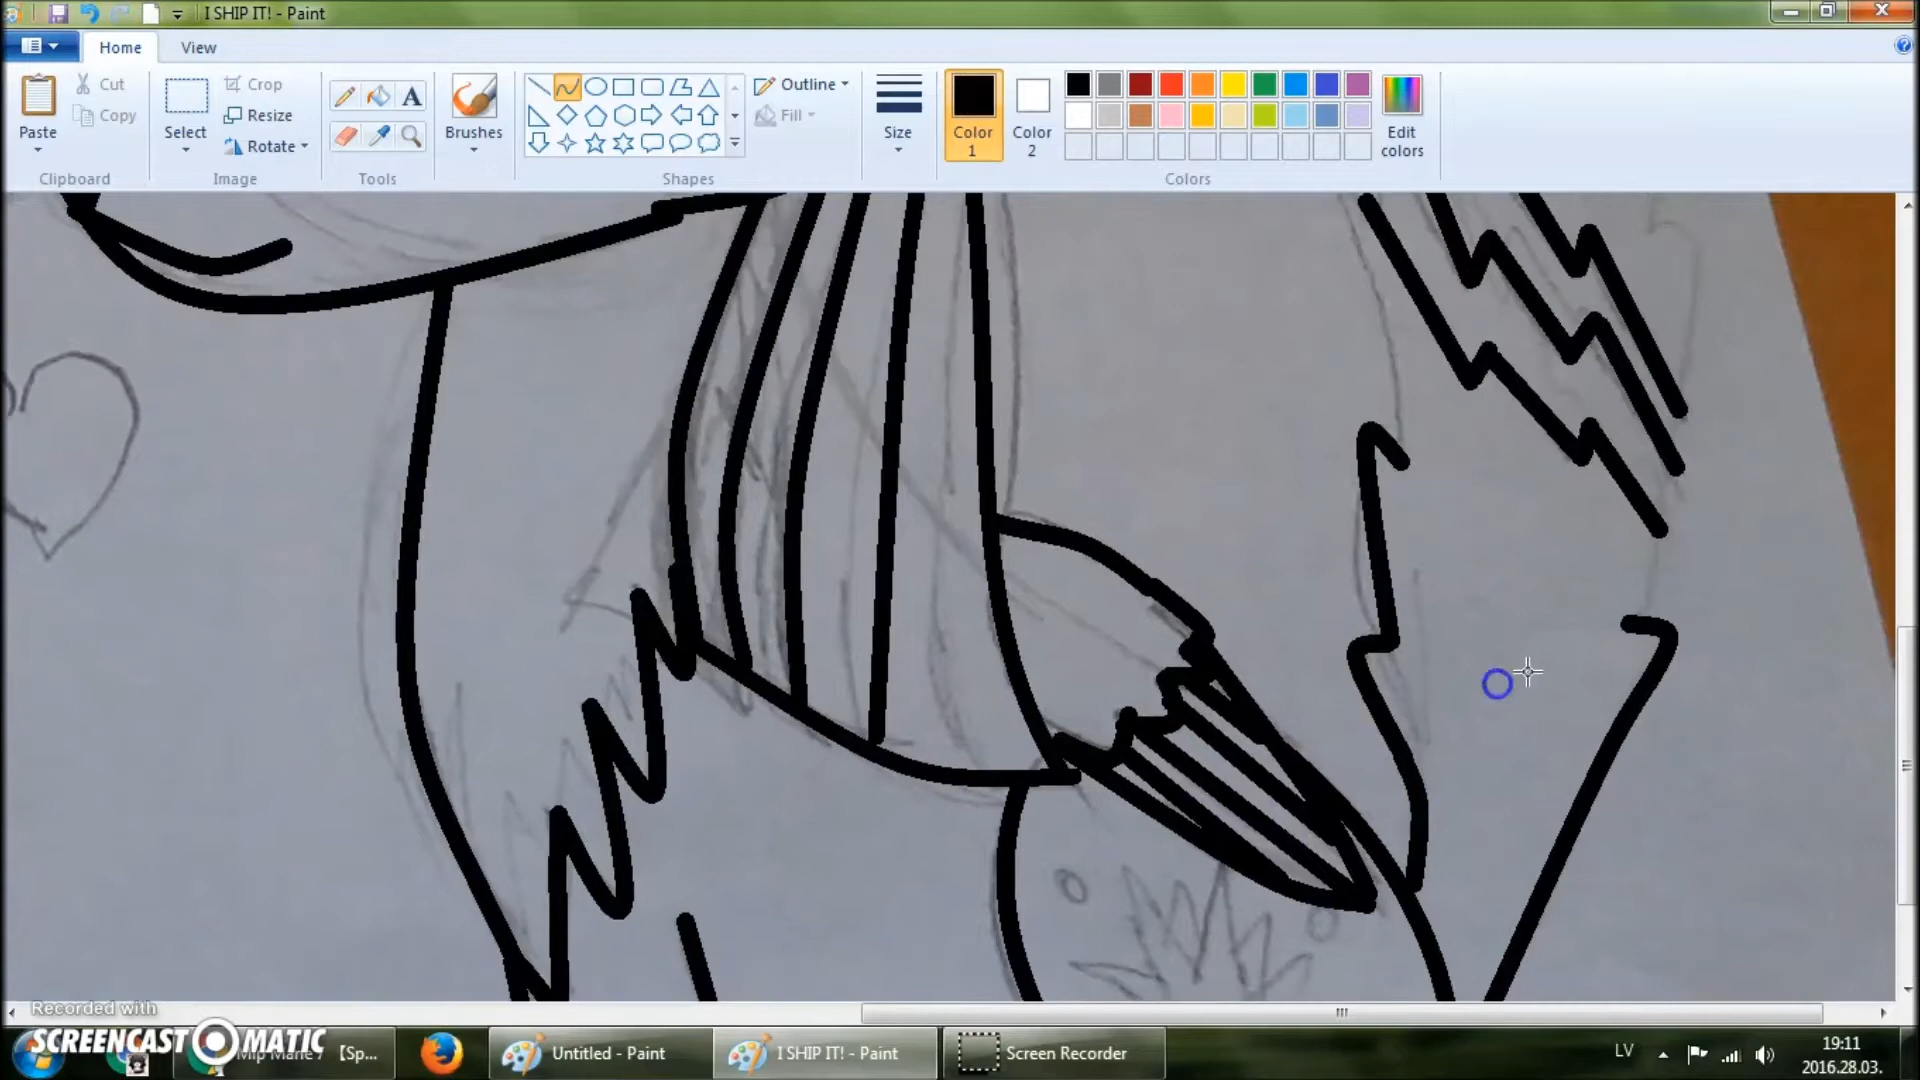 I SHIP IT! - Paint
Home View
Paste
Cut
Copy
Clipboard
Select
Crop
Resize
Rotate
Image
A
Tools
Brushes
Shapes
Outline
Fill
Size
Color
1
Color
2
Edit
colors
Colors
Recorded with
SCREENCAST MATIC
[Sp...
Untitled - Paint
I SHIP IT! - Paint
Screen Recorder
LV
19:11
2016.28.03.